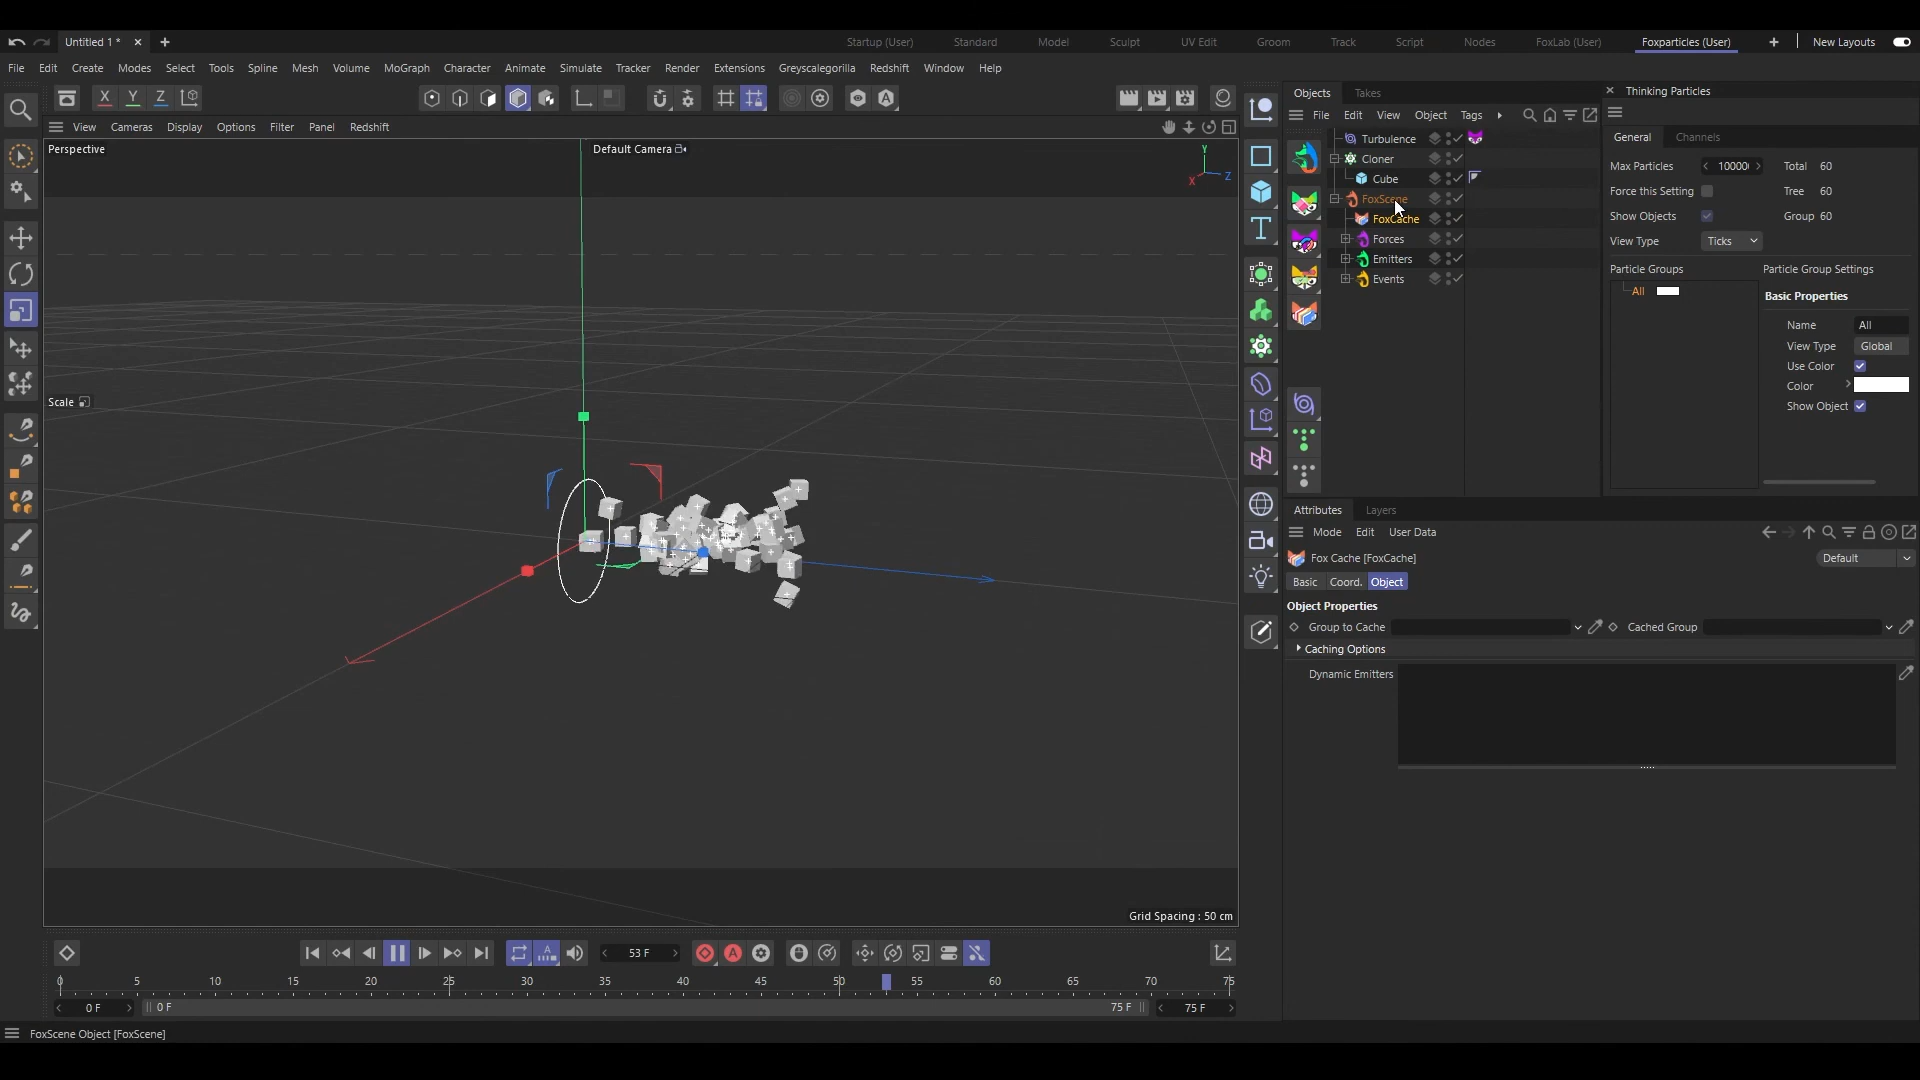 Untitled 1 *
Startup (User) Standard Model Sculpt UV Edit Groom Track Script Nodes FoxLab (User) Foxparticles (User) New Layouts
File Edit Create Modes Select Tools Spline Mesh Volume MoGraph Character Animate Simulate Tracker Render Extensions Greyscalegorilla Redshift Window Help
X Y Z
View Cameras Display Options Filter Panel Redshift
Perspective
Default Camera
Y
X Z
Scale
Grid Spacing : 50 cm
Objects Takes
File Edit View Object Tags
Turbulence
Cloner
Cube
FoxScene
FoxCache
Forces
Emitters
Events
Thinking Particles
General Channels
Max Particles 10000 Total 60
Force this Setting Tree 60
Show Objects Group 60
View Type Ticks
Particle Groups Particle Group Settings
All
Basic Properties
Name All
View Type Global
Use Color
Color
Show Object
Attributes Layers
Mode Edit User Data
Fox Cache [FoxCache] Default
Basic Coord. Object
Object Properties
Group to Cache Cached Group
Caching Options
Dynamic Emitters
53 F
0 5 10 15 20 25 30 35 40 45 50 55 60 65 70 75
0 F 0 F 75 F 75 F
FoxScene Object [FoxScene]